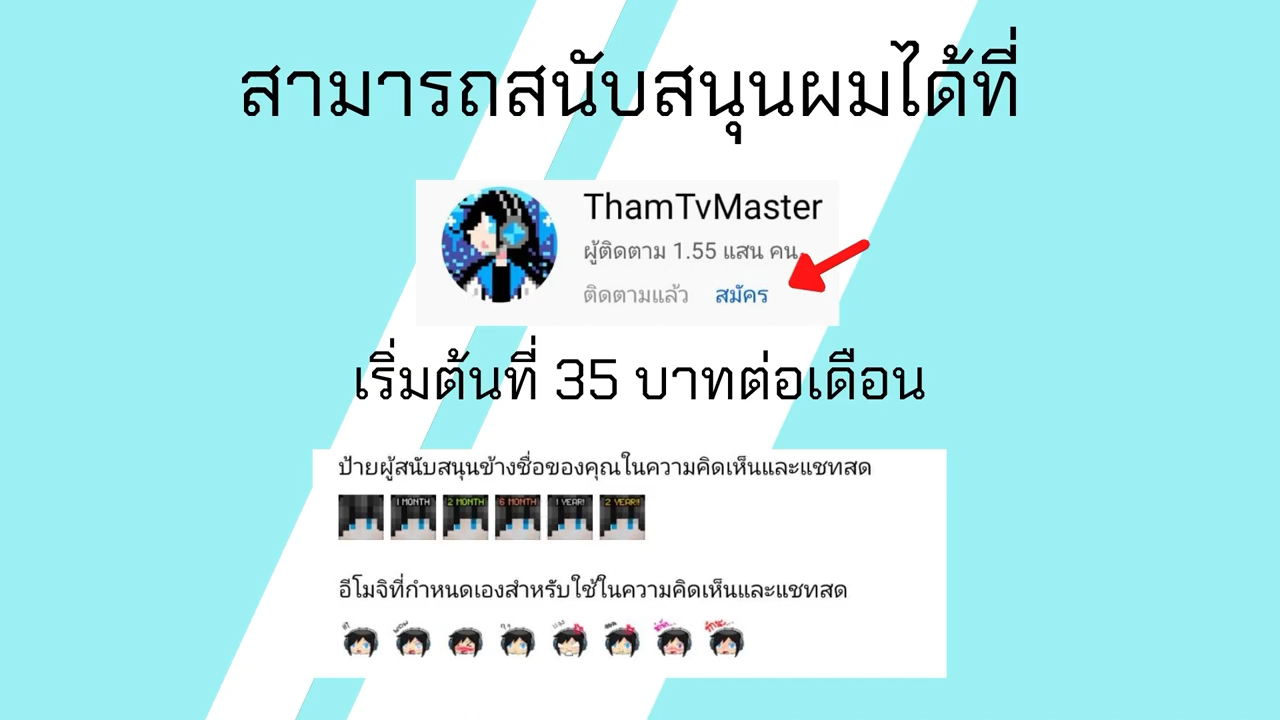 สามารถสนับสนุนผมได้ที่
ThamTvMaster
ผู้ติดตาม 1.55 แสน คน
ติดตามแล้ว สมัคร
เริ่มต้นที่ 35 บาทต่อเดือน
ป้ายผู้สนับสนุนข้างชื่อของคุณในความคิดเห็นและแชทสด
1 MONTH 2 MONTH 6 MONTH 1 YEAR! 2 YEAR!!
อีโมจิที่กำหนดเองสำหรับใช้ในความคิดเห็นและแชทสด